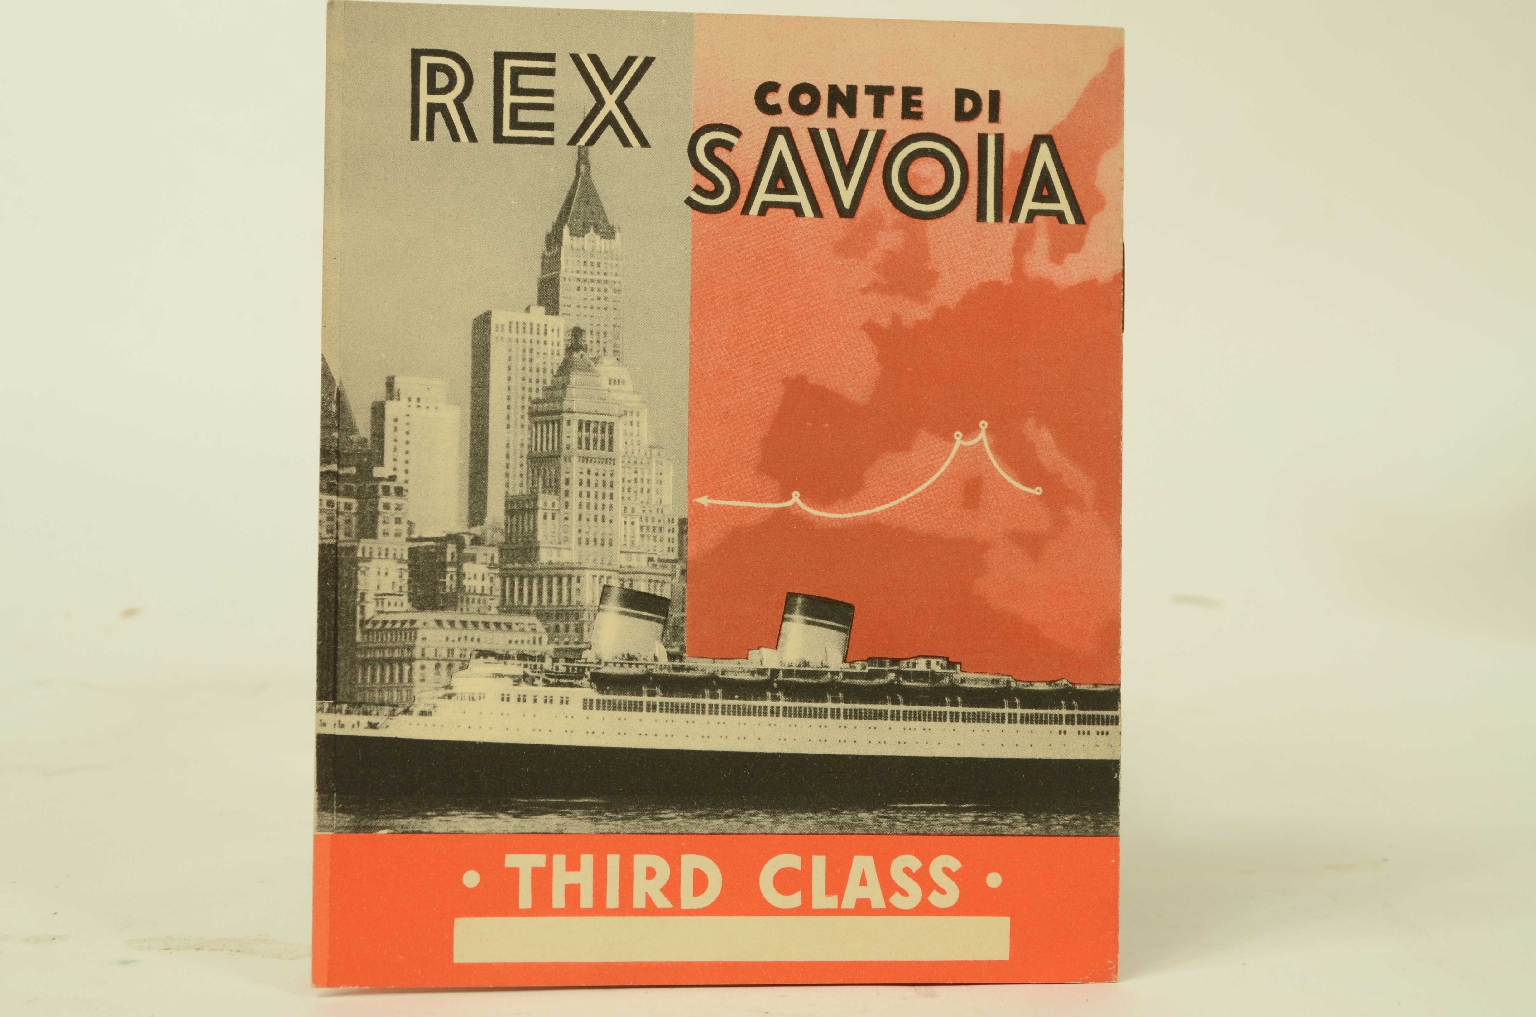 REX
CONTE DI
SAVOIA
• THIRD CLASS •